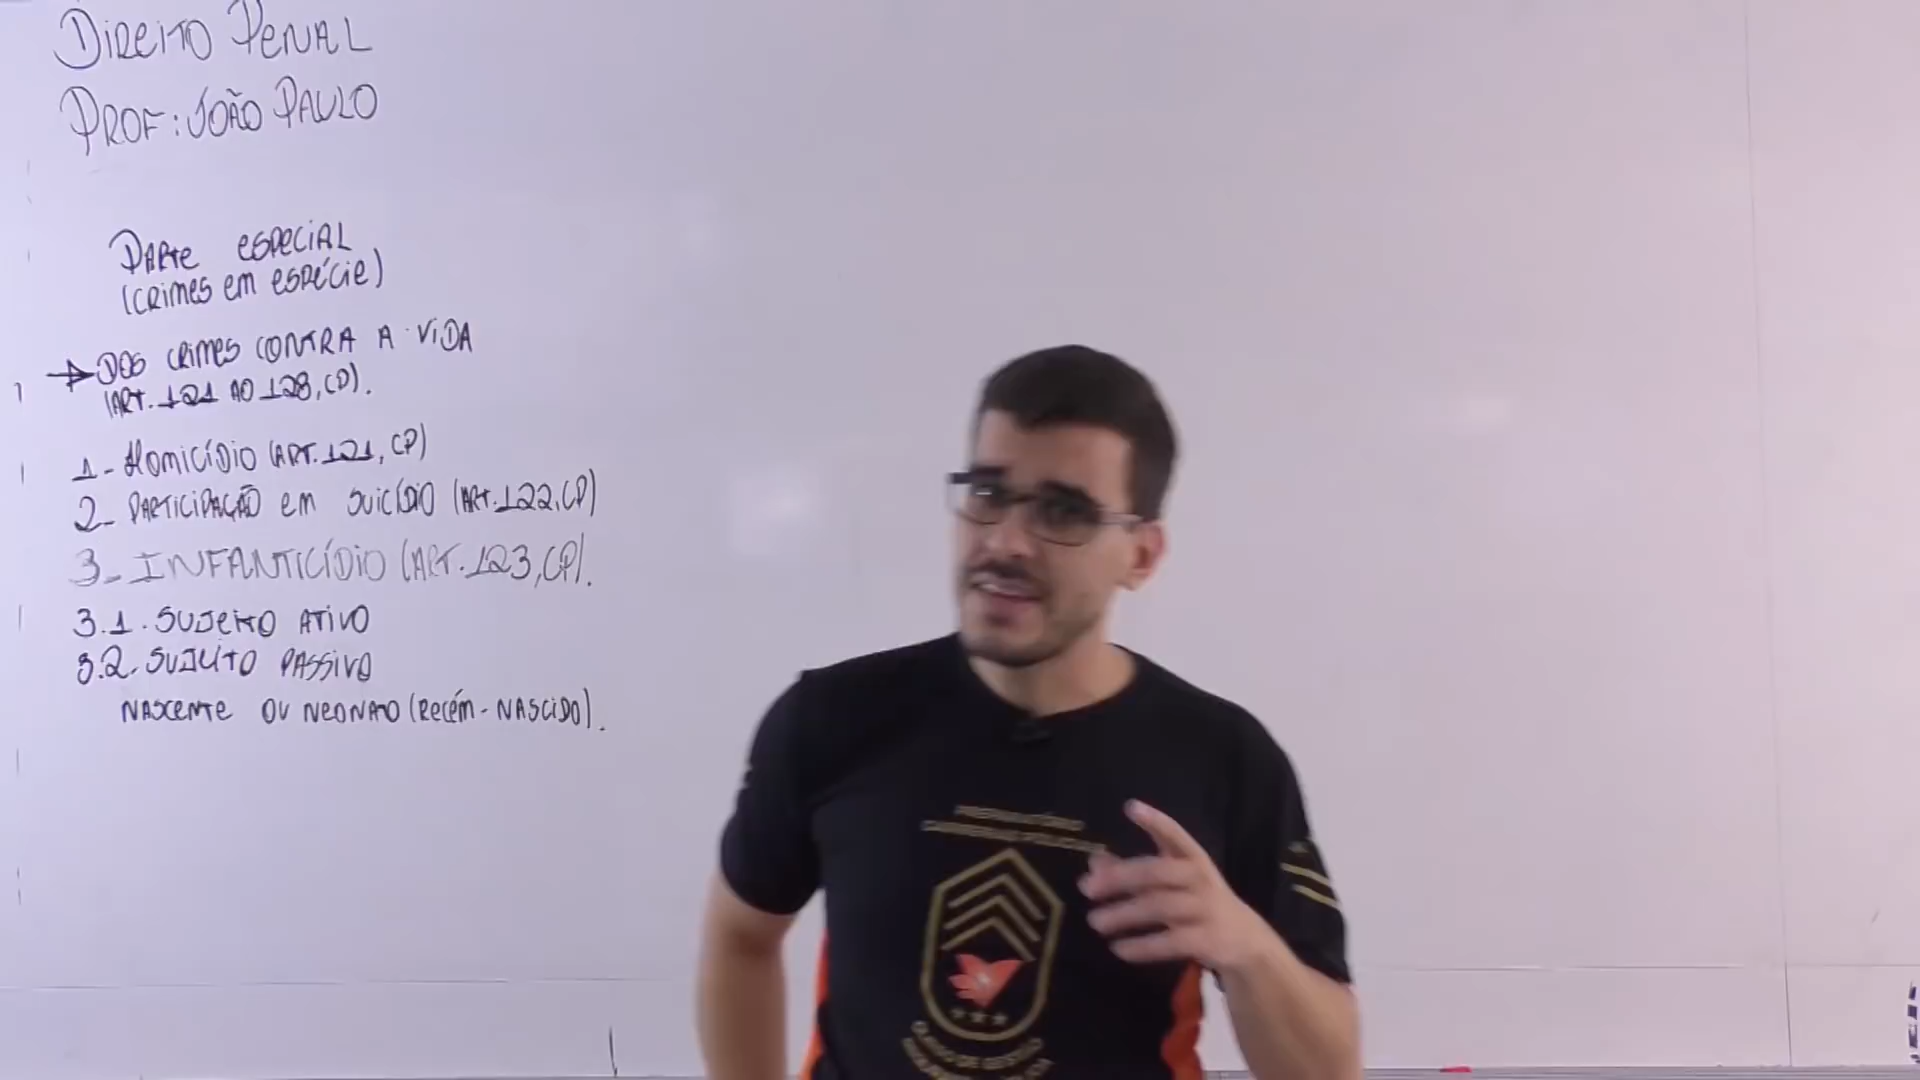 DIREITO PENAL
PROF: JOÃO PAULO
PARTE ESPECIAL
(CRIMES EM ESPÉCIE)
DOS CRIMES CONTRA A VIDA
(ART. 121 AO 128, CP).
1- HOMICÍDIO (ART. 121, CP)
2- PARTICIPAÇÃO EM SUICÍDIO (ART. 122, CP)
3- INFANTICÍDIO (ART. 123, CP).
3.1. SUJEITO ATIVO
3.2. SUJEITO PASSIVO
NASCENTE OU NEONATO (RECÉM-NASCIDO).